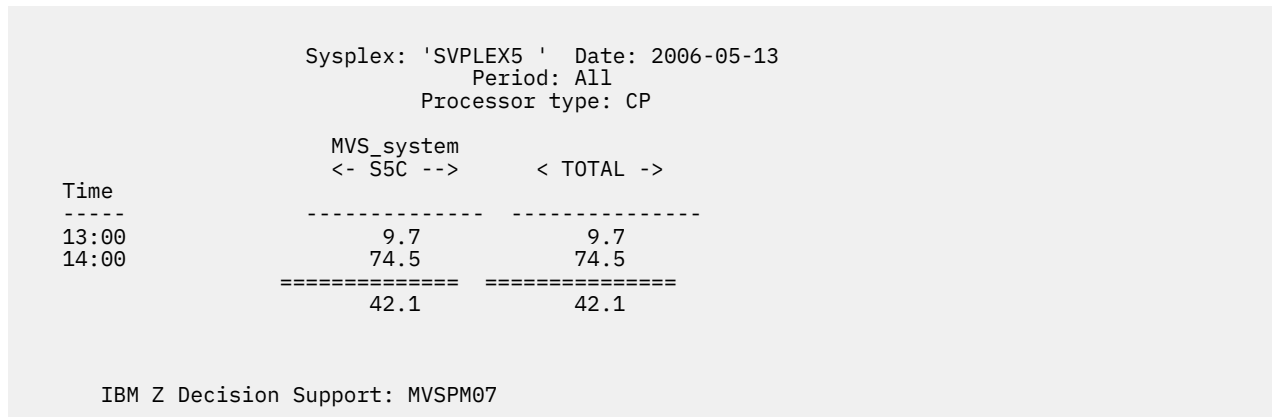 Sysplex: 'SVPLEX5 ' Date: 2006-05-13
Period: All
Processor type: CP
MVS_system
<- S5C --> < TOTAL ->
Time
----- -------------- ---------------
13:00 9.7 9.7
14:00 74.5 74.5
============== ===============
42.1 42.1
IBM Z Decision Support: MVSPM07